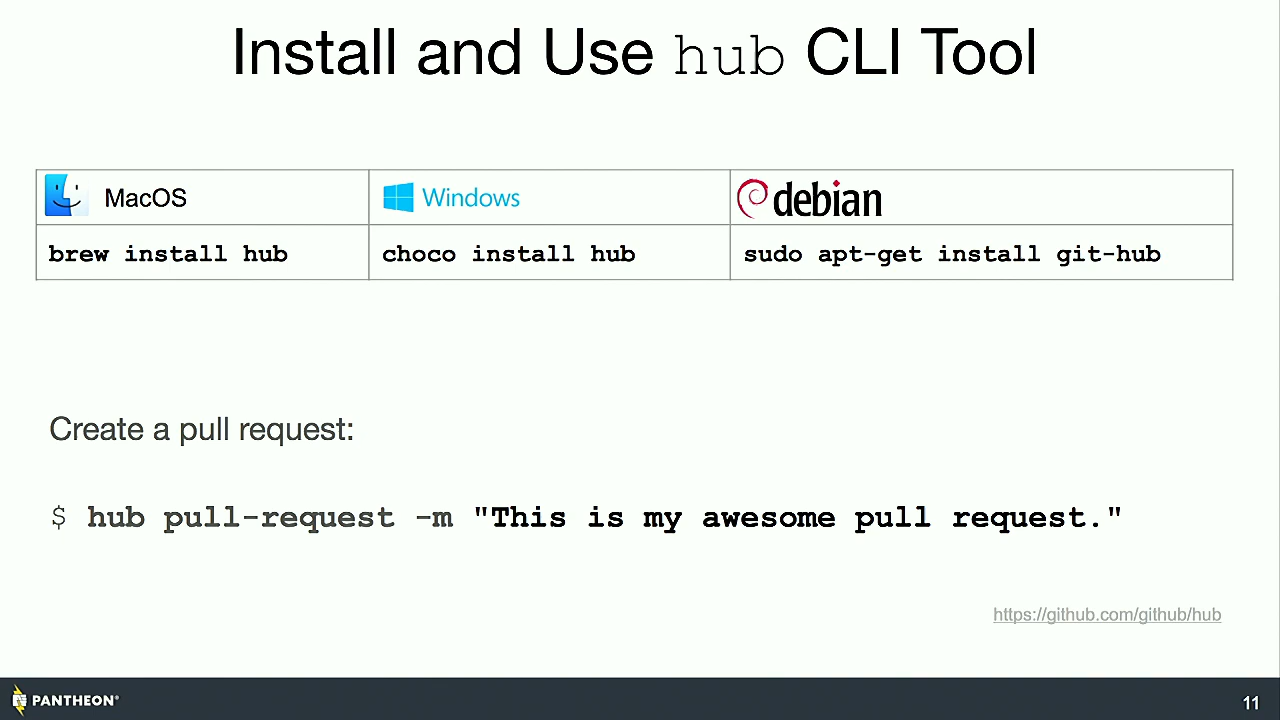 Install and Use hub CLI Tool
MacOS
Windows
debian
brew install hub
choco install hub
sudo apt-get install git-hub
Create a pull request:
$ hub pull-request -m "This is my awesome pull request."
https://github.com/github/hub
PANTHEON®
11